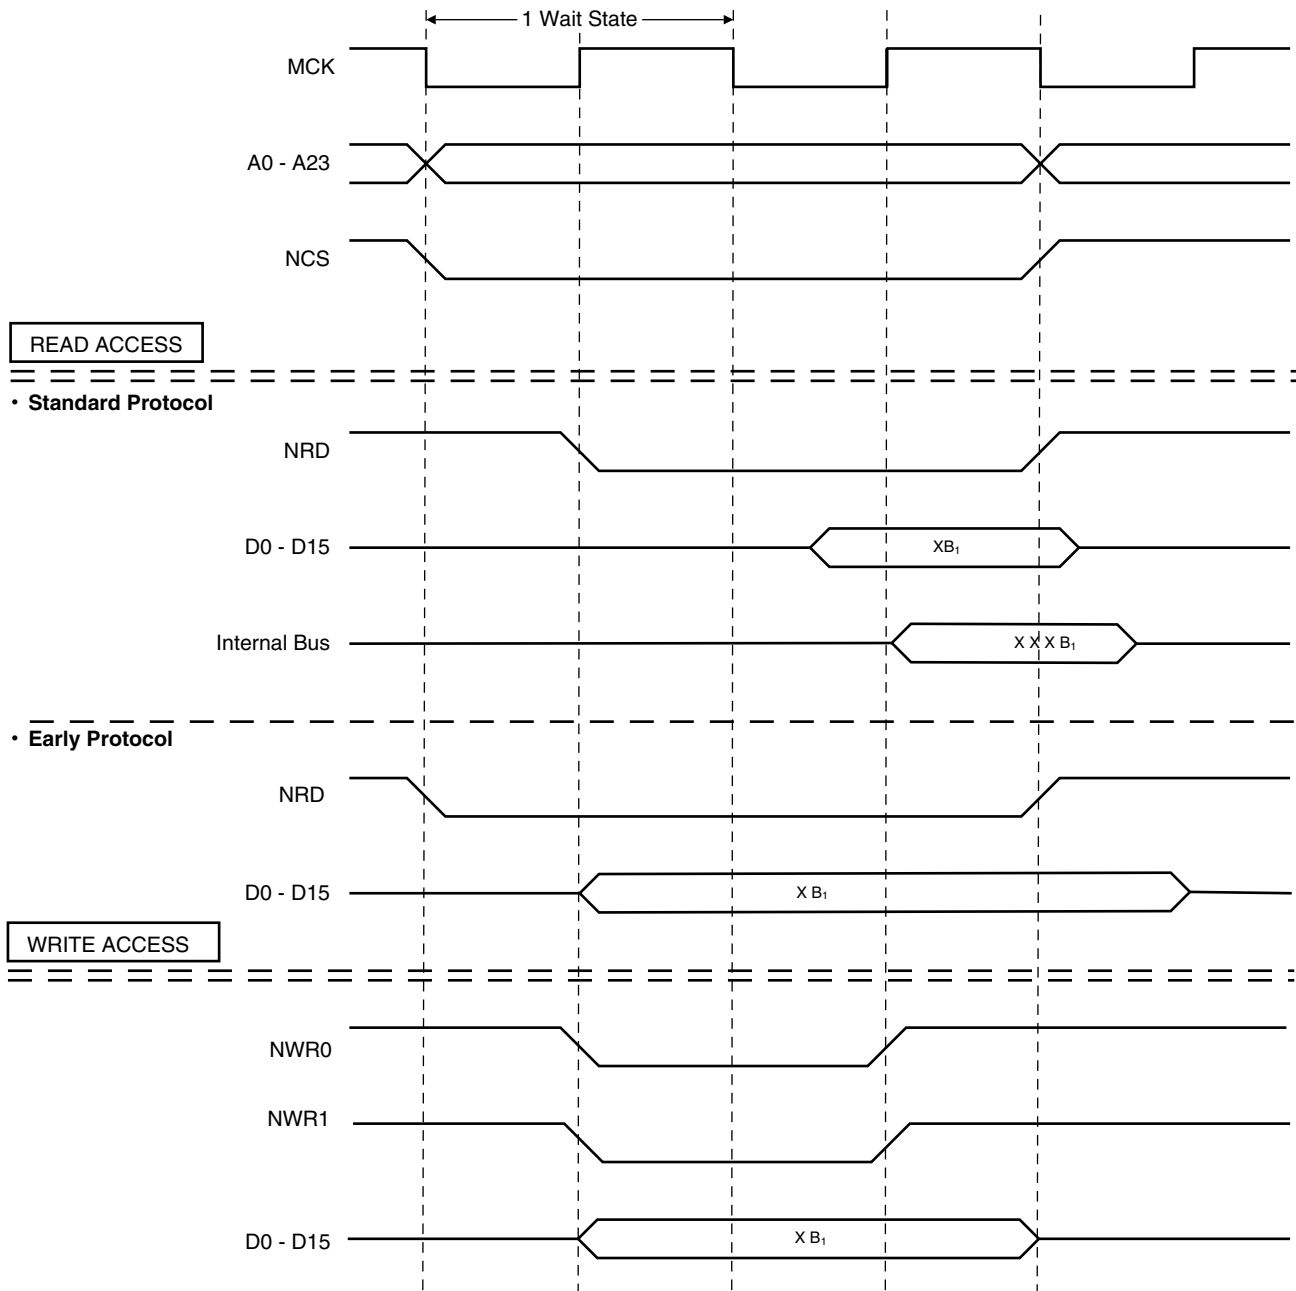 1 Wait State
MCK
A0 - A23
NCS
READ ACCESS
• Standard Protocol
NRD
D0 - D15
XB₁
Internal Bus
X X X B₁
• Early Protocol
NRD
D0 - D15
X B₁
WRITE ACCESS
NWR0
NWR1
D0 - D15
X B₁